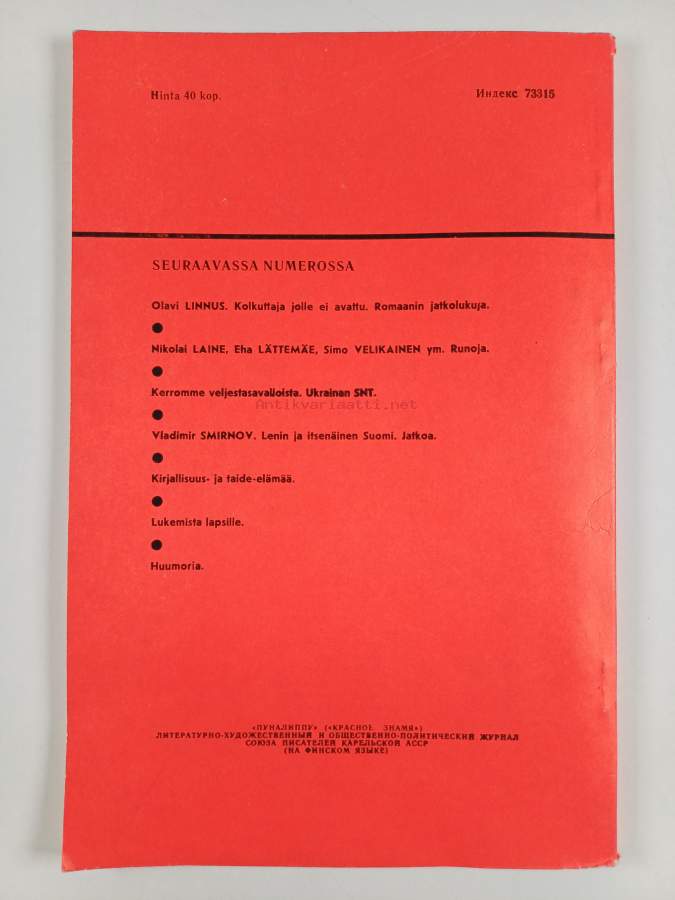 Hinta 40 kop.
Индекс 73315
SEURAAVASSA NUMEROSSA
Olavi LINNUS. Kolkuttaja jolle ei avattu. Romaanin jatkolukuja.
Nikolai LAINE, Eha LÄTTEMÄE, Simo VELIKAINEN ym. Runoja.
Kerromme veljestasavalloista. Ukrainan SNT.
Antikvariaatti.net
Vladimir SMIRNOV. Lenin ja itsenäinen Suomi. Jatkoa.
Kirjallisuus- ja taide-elämää.
Lukemista lapsille.
Huumoria.
«ПУНАЛИППУ» («КРАСНОЕ ЗНАМЯ»)
ЛИТЕРАТУРНО-ХУДОЖЕСТВЕННЫЙ И ОБЩЕСТВЕННО-ПОЛИТИЧЕСКИЙ ЖУРНАЛ
СОЮЗА ПИСАТЕЛЕЙ КАРЕЛЬСКОЙ АССР
(НА ФИНСКОМ ЯЗЫКЕ)